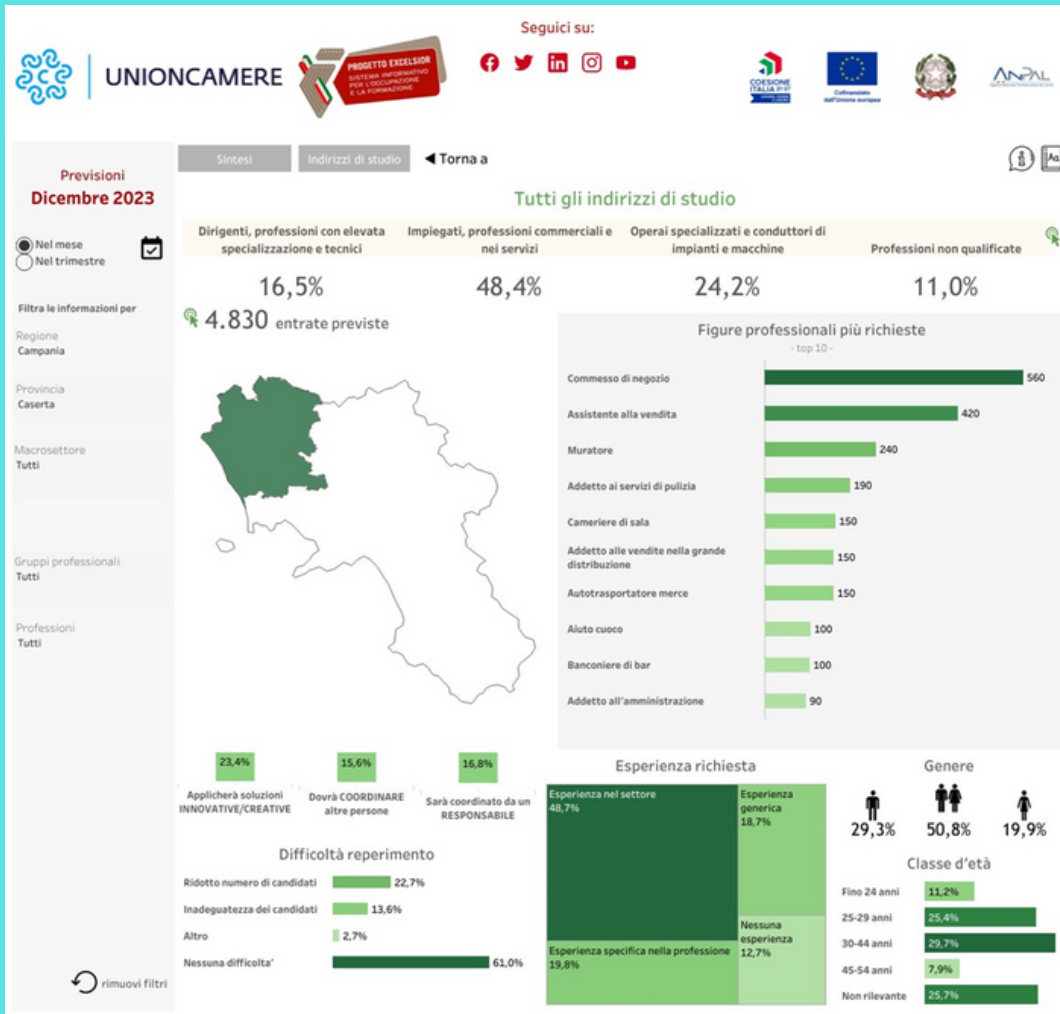 Seguici su:
UNIONCAMERE
PROGETTO EXCELSIOR
SISTEMA INFORMATIVO
PER L'OCCUPAZIONE
E LA FORMAZIONE
COESIONE
ITALIA 21-27
Cofinanziato
dall'Unione europea
ANPAL
Previsioni
Dicembre 2023
Nel mese
Nel trimestre
Filtra le informazioni per
Regione
Campania
Provincia
Caserta
Macrosettore
Tutti
Gruppi professionali
Tutti
Professioni
Tutti
rimuovi filtri
Sintesi
Indirizzi di studio
Torna a
Tutti gli indirizzi di studio
Dirigenti, professioni con elevata
specializzazione e tecnici
16,5%
Impiegati, professioni commerciali e
nei servizi
48,4%
Operai specializzati e conduttori di
impianti e macchine
24,2%
Professioni non qualificate
11,0%
4.830 entrate previste
Figure professionali più richieste
- top 10 -
Commesso di negozio 560
Assistente alla vendita 420
Muratore 240
Addetto ai servizi di pulizia 190
Cameriere di sala 150
Addetto alle vendite nella grande
distribuzione 150
Autotrasportatore merce 150
Aiuto cuoco 100
Banconiere di bar 100
Addetto all'amministrazione 90
23,4%
Applicherà soluzioni
INNOVATIVE/CREATIVE
15,6%
Dovrà COORDINARE
altre persone
16,8%
Sarà coordinato da un
RESPONSABILE
Difficoltà reperimento
Ridotto numero di candidati 22,7%
Inadeguatezza dei candidati 13,6%
Altro 2,7%
Nessuna difficolta' 61,0%
Esperienza richiesta
Esperienza nel settore
48,7%
Esperienza
generica
18,7%
Esperienza specifica nella professione
19,8%
Nessuna
esperienza
12,7%
Genere
29,3% 50,8% 19,9%
Classe d'età
Fino 24 anni 11,2%
25-29 anni 25,4%
30-44 anni 29,7%
45-54 anni 7,9%
Non rilevante 25,7%